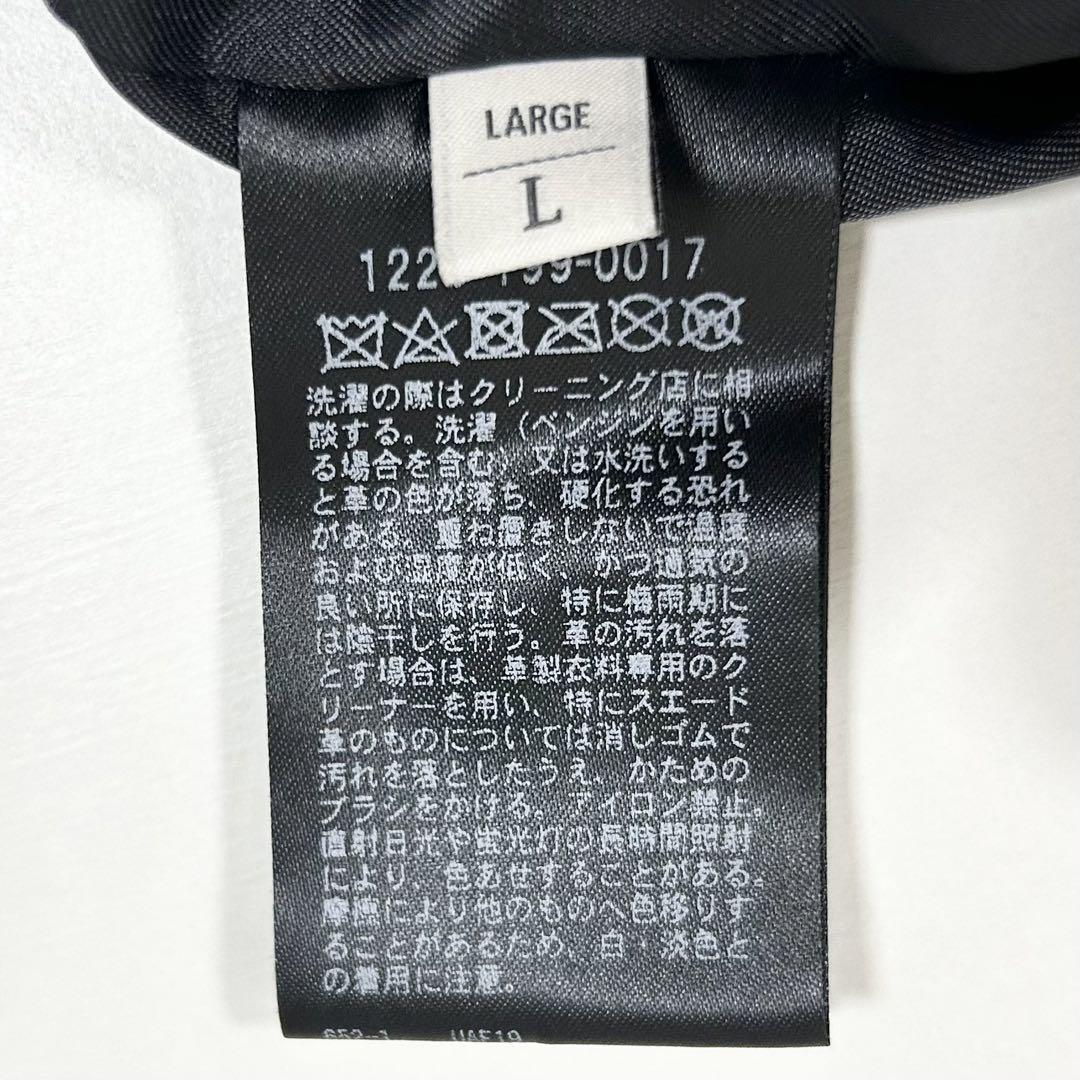 LARGE
L
122 -199-0017
洗濯の際はクリーニング店に相
談する。洗濯(ベンジンを用い
る場合を含む)又は水洗いする
と革の色が落ち、硬化する恐れ
がある。重ね置きしないで温度
および湿度が低く、かつ通気の
良い所に保存し、特に梅雨期に
は陰干しを行う。革の汚れを落
とす場合は、革製衣料専用のク
リーナーを用い、特にスエード
革のものについては消しゴムで
汚れを落としたうえ、かためのブ
ラシをかける。アイロン禁止。
直射日光や蛍光灯の長時間照射
により、色あせすることがある。
摩擦により他のものへ色移りす
ることがあるため、白・淡色と
の着用に注意。
652-1 UAE19